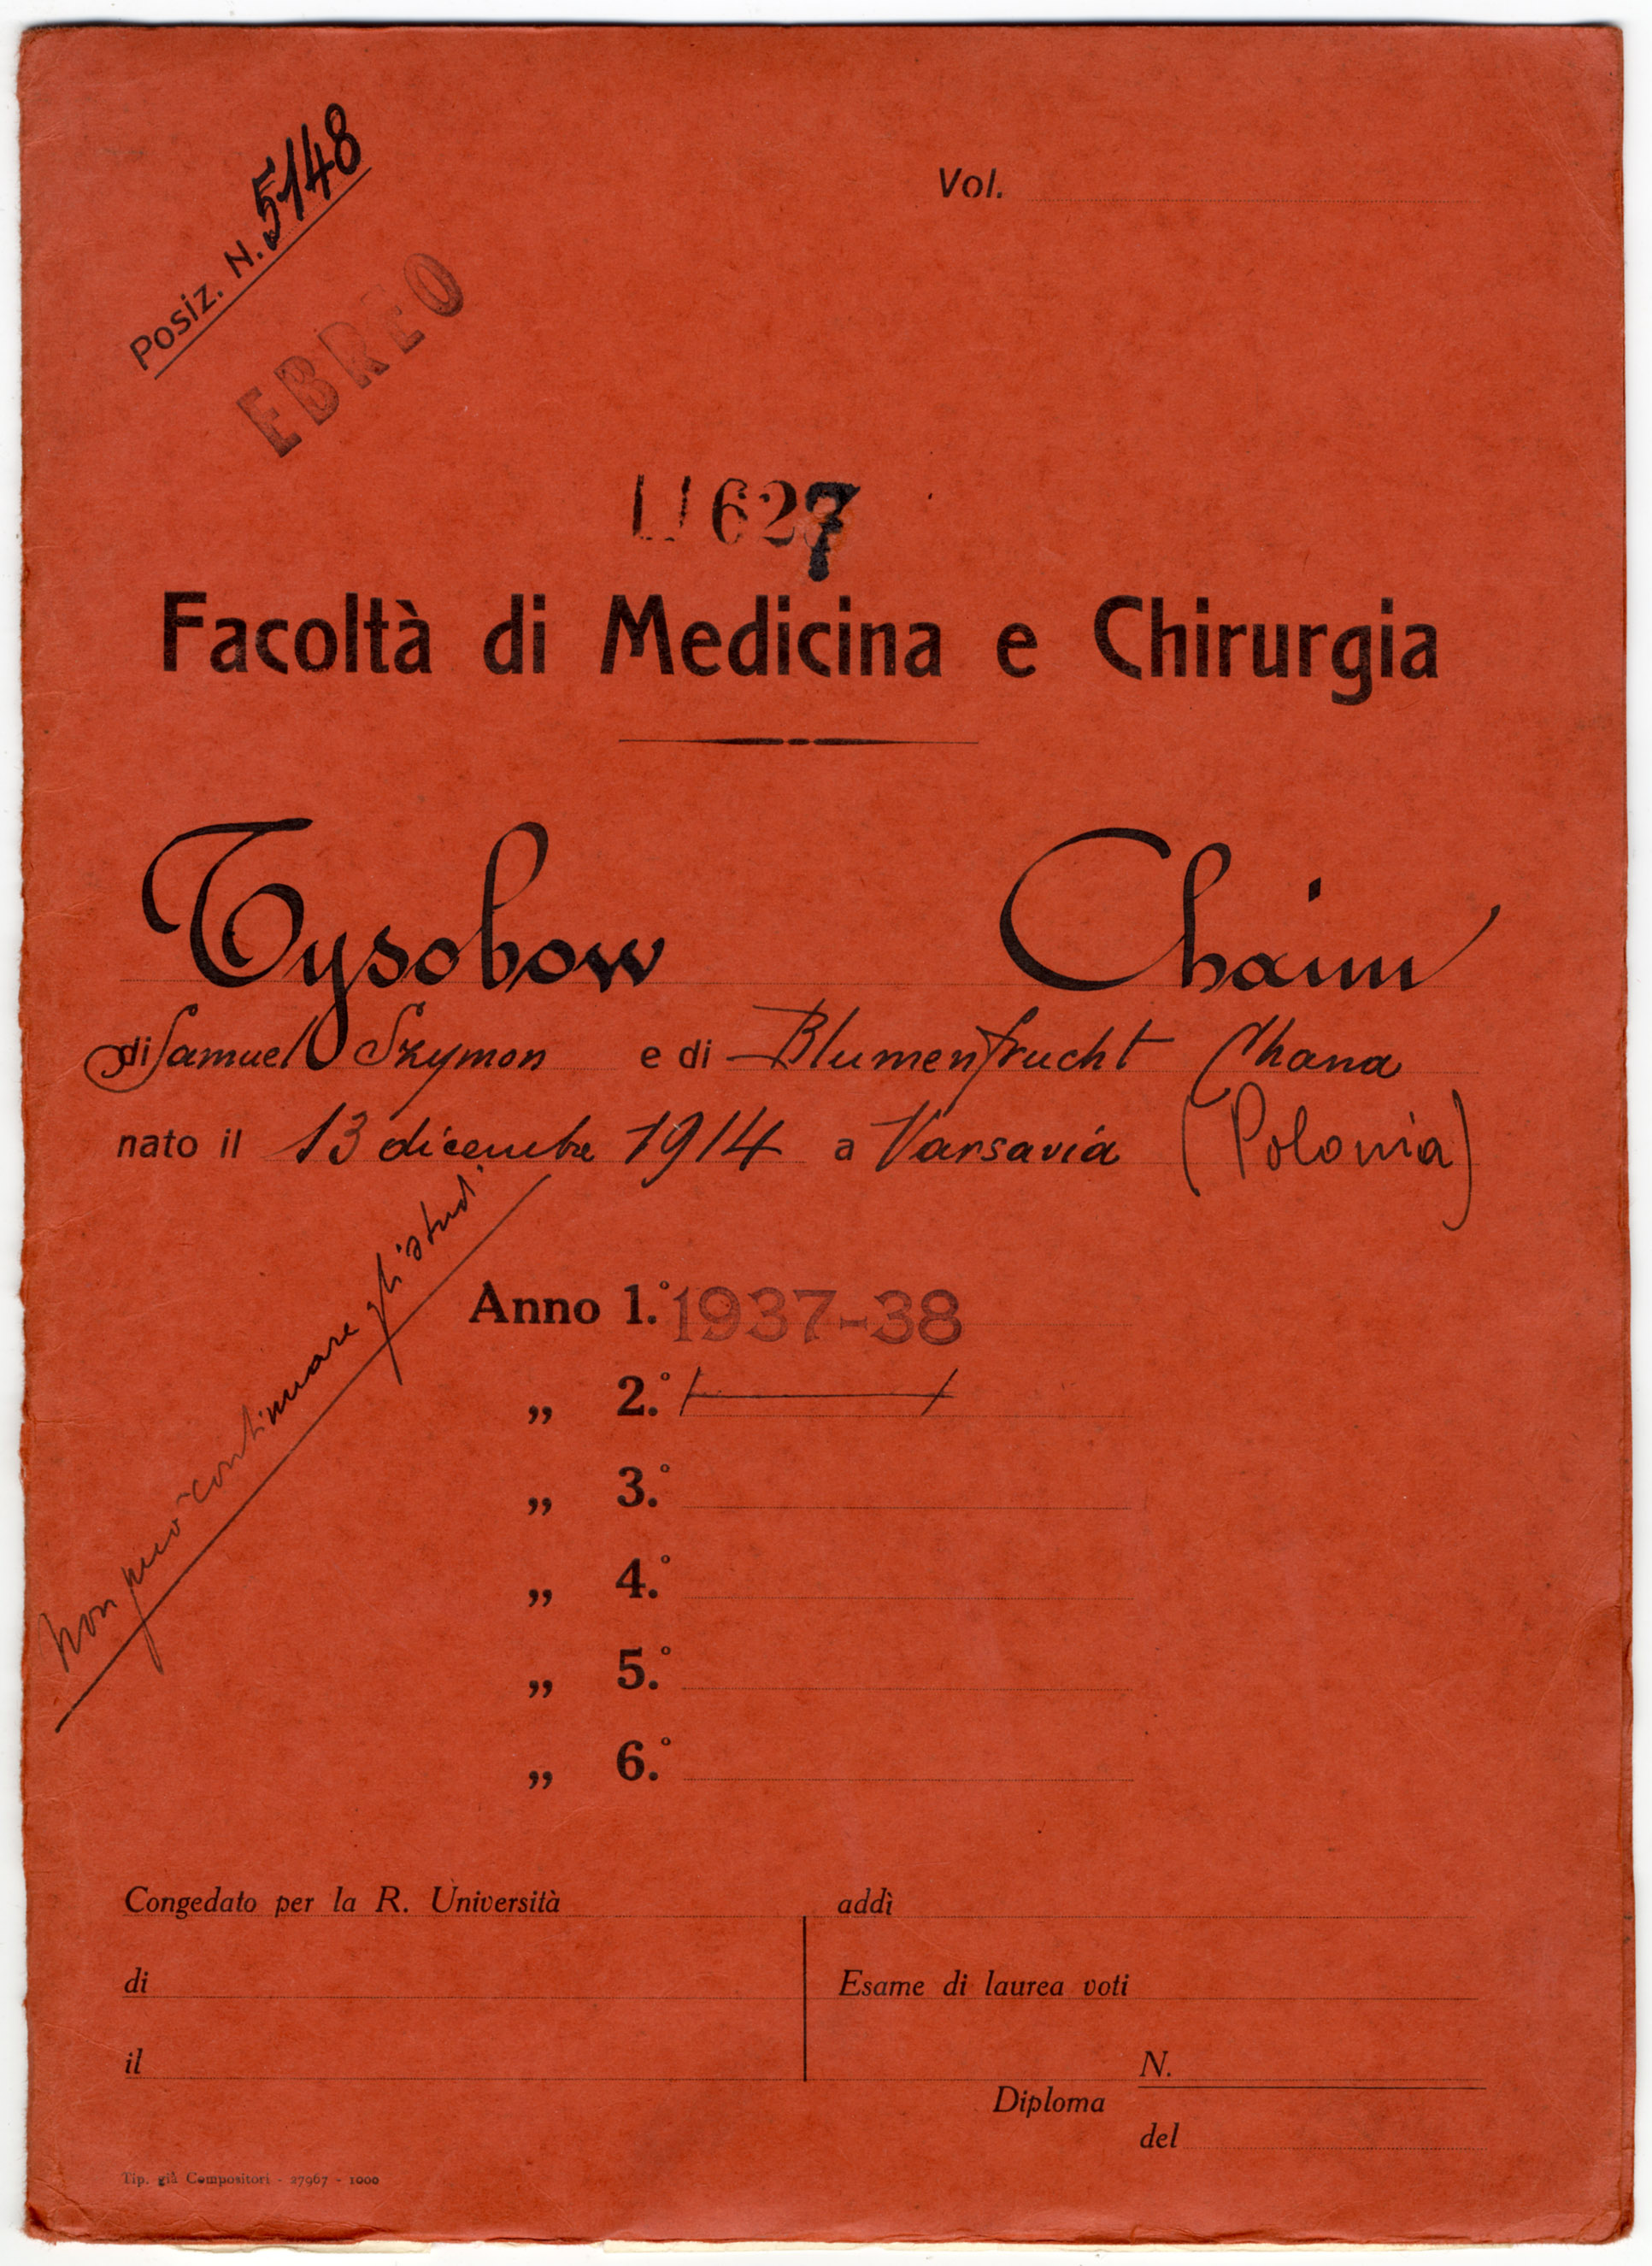 Posiz. N. 5148
Vol.
EBREO
11627
Facoltà di Medicina e Chirurgia
Tysobow Chaim
di Samuel Szymon e di Blumenfrucht Chana
nato il 13 dicembre 1914 a Varsavia (Polonia)
non può continuare gli studi
Anno 1.° 1937-38
„ 2.°
„ 3.°
„ 4.°
„ 5.°
„ 6.°
Congedato per la R. Università
di
il
addì
Esame di laurea voti
Diploma N.
del
Tip. già Compositori - 27967 - 1000